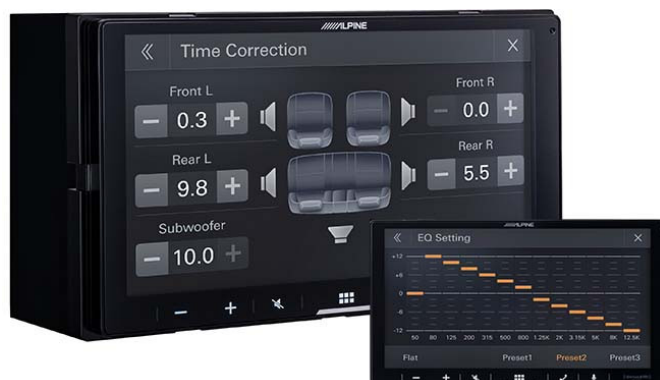 ALPINE
Time Correction X
Front L
− 0.3 +
Front R
− 0.0 +
Rear L
− 9.8 +
Rear R
− 5.5 +
Subwoofer
− 10.0 +
− +
ALPINE
EQ Setting X
+12
+6
0
-6
-12
50 80 125 200 315 500 800 1.25K 2K 3.15K 5K 8K 12.5K
Flat Preset1 Preset2 Preset3
− +